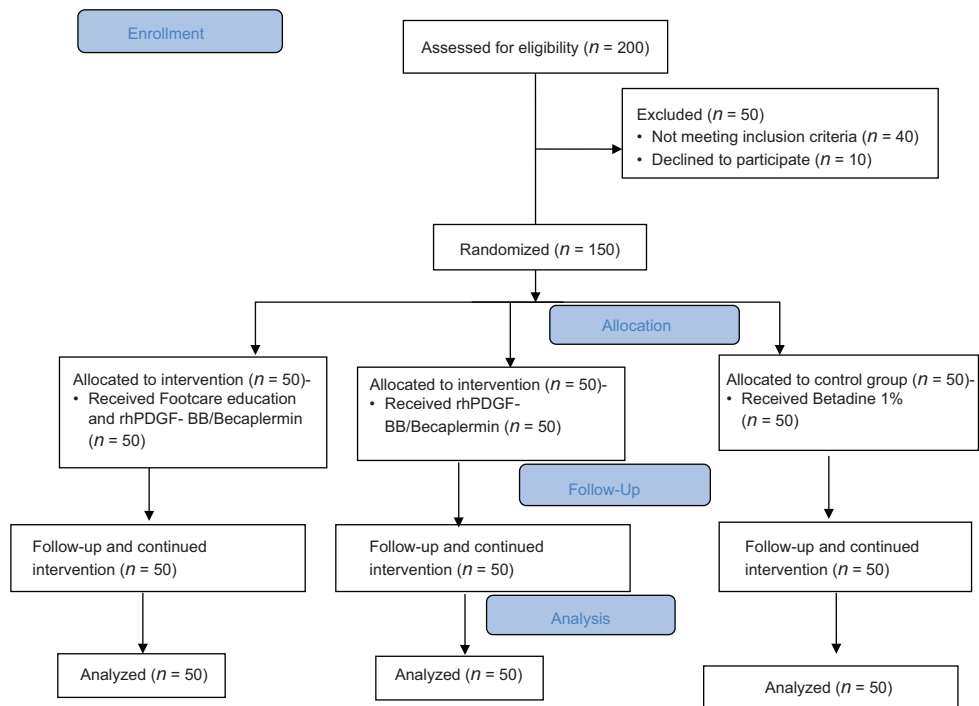 Enrollment
Assessed for eligibility (n = 200)
Excluded (n = 50)
• Not meeting inclusion criteria (n = 40)
• Declined to participate (n = 10)
Randomized (n = 150)
Allocation
Allocated to intervention (n = 50)-
• Received Footcare education
and rhPDGF- BB/Becaplermin
(n = 50)
Allocated to intervention (n = 50)-
• Received rhPDGF-
BB/Becaplermin (n = 50)
Allocated to control group (n = 50)-
• Received Betadine 1%
(n = 50)
Follow-Up
Follow-up and continued
intervention (n = 50)
Follow-up and continued
intervention (n = 50)
Follow-up and continued
intervention (n = 50)
Analysis
Analyzed (n = 50)
Analyzed (n = 50)
Analyzed (n = 50)